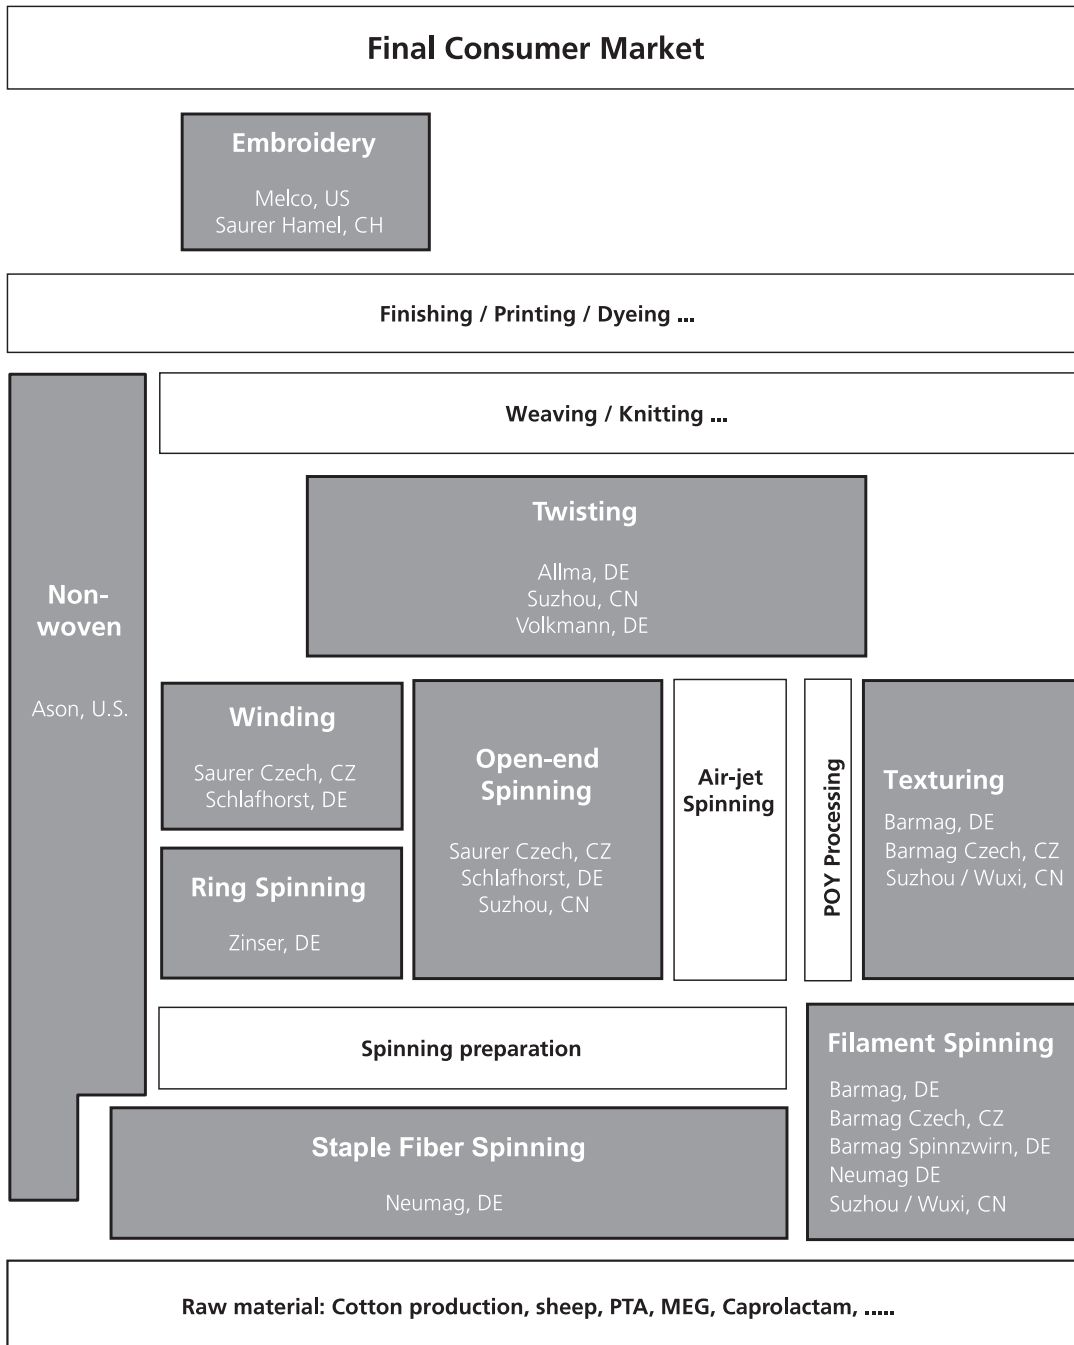 Final Consumer Market
Embroidery
Melco, US
Saurer Hamel, CH
Finishing / Printing / Dyeing ...
Weaving / Knitting ...
Twisting
Allma, DE
Suzhou, CN
Volkmann, DE
Non-
woven
Ason, U.S.
Winding
Saurer Czech, CZ
Schlafhorst, DE
Ring Spinning
Zinser, DE
Open-end
Spinning
Saurer Czech, CZ
Schlafhorst, DE
Suzhou, CN
Air-jet
Spinning
POY Processing
Texturing
Barmag, DE
Barmag Czech, CZ
Suzhou / Wuxi, CN
Spinning preparation
Filament Spinning
Barmag, DE
Barmag Czech, CZ
Barmag Spinnzwirn, DE
Neumag DE
Suzhou / Wuxi, CN
Staple Fiber Spinning
Neumag, DE
Raw material: Cotton production, sheep, PTA, MEG, Caprolactam, .....